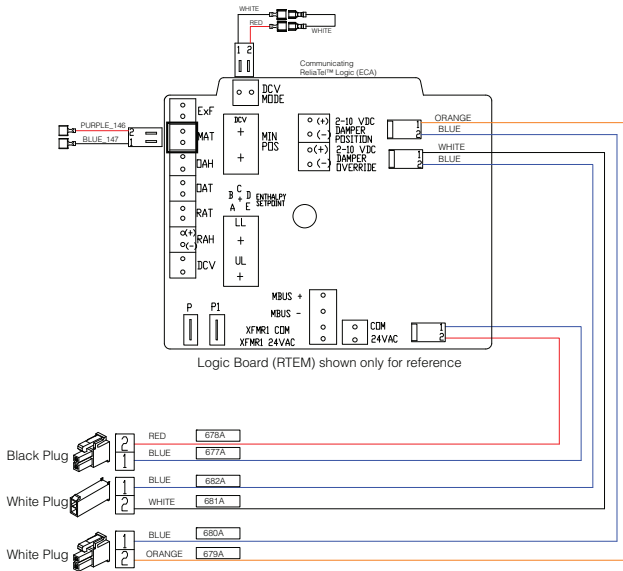 WHITE
RED
WHITE
1 2
Communicating
ReliaTel™ Logic (ECA)
DCV
MODE
ExF
DCV
MIN
POS
(+) 2-10 VDC
(-) DAMPER
POSITION
(+) 2-10 VDC
(-) DAMPER
OVERRIDE
1
2
ORANGE
BLUE
1
2
WHITE
BLUE
PURPLE_146
BLUE_147
2
1
MAT
OAH
OAT
RAT
(+)
(-)
RAH
DCV
C
B + D
A E
ENTHALPY
SETPOINT
LL
+
UL
+
P P1
MBUS +
MBUS -
XFMR1 COM
XFMR1 24VAC
COM
24VAC
1
2
Logic Board (RTEM) shown only for reference
Black Plug
2 RED 678A
1 BLUE 677A
White Plug
1 BLUE 682A
2 WHITE 681A
White Plug
1 BLUE 680A
2 ORANGE 679A